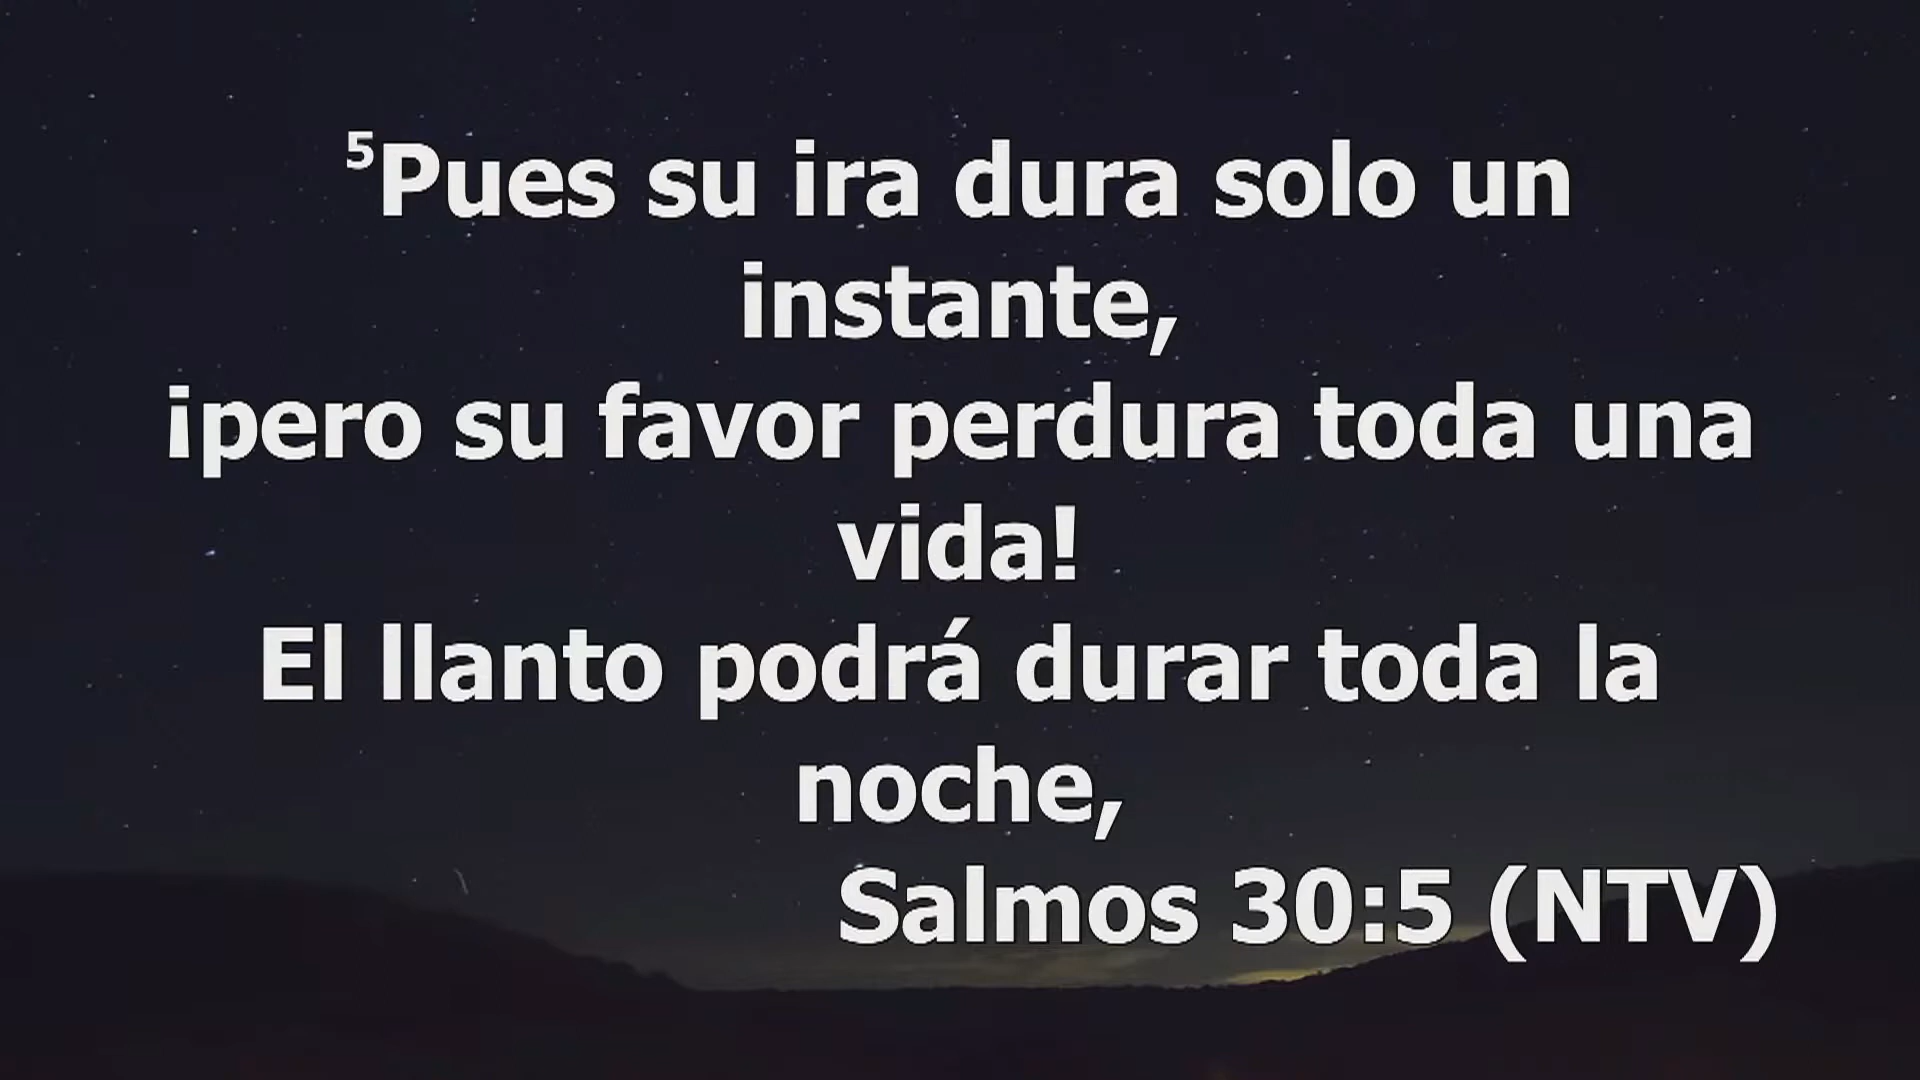 ⁵Pues su ira dura solo un
instante,
¡pero su favor perdura toda una
vida!
El llanto podrá durar toda la
noche,
Salmos 30:5 (NTV)